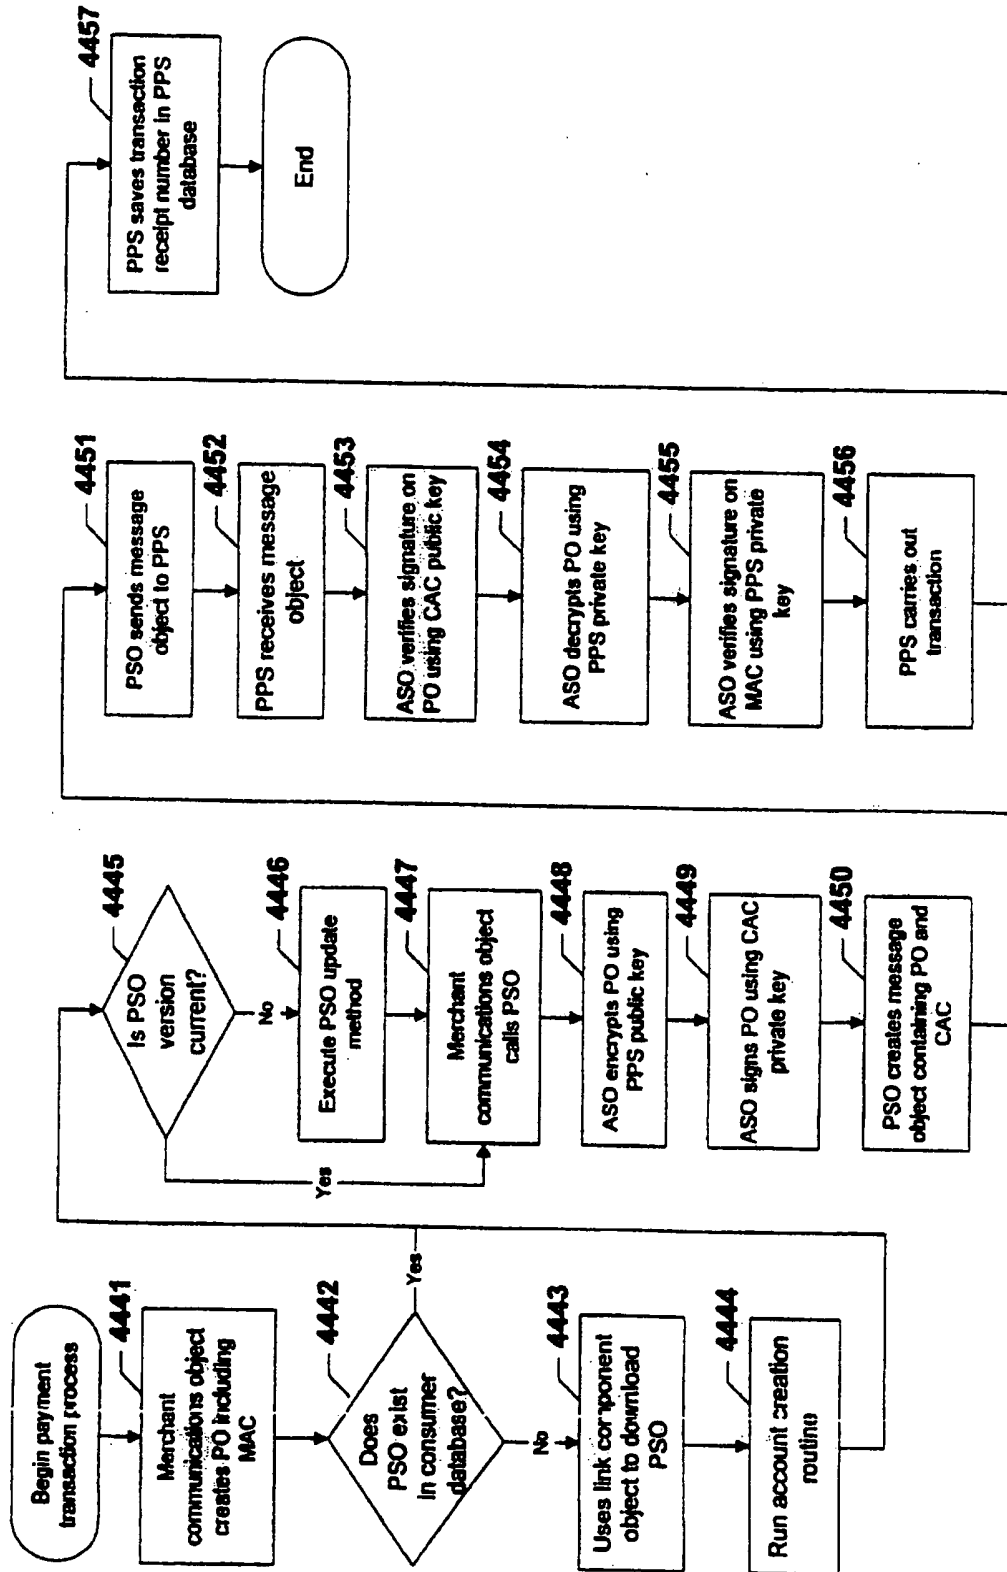 Begin payment
transaction process
4441
Merchant
communications object
creates PO including
MAC
4442
Does
PSO exist
in consumer
database?
Yes
No
4443
Uses link component
object to download
PSO
4444
Run account creation
routine
4445
Is PSO
version
current?
No
Yes
4446
Execute PSO update
method
4447
Merchant
communications object
calls PSO
4448
ASO encrypts PO using
PPS public key
4449
ASO signs PO using CAC
private key
4450
PSO creates message
object containing PO and
CAC
4451
PSO sends message
object to PPS
4452
PPS receives message
object
4453
ASO verifies signature on
PO using CAC public key
4454
ASO decrypts PO using
PPS private key
4455
ASO verifies signature on
MAC using PPS private
key
4456
PPS carries out
transaction
4457
PPS saves transaction
receipt number in PPS
database
End